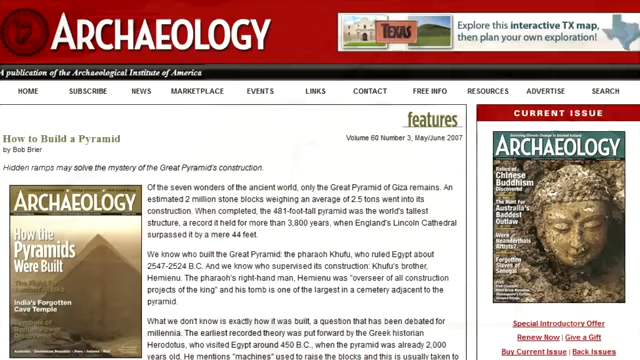 ARCHAEOLOGY
TEXAS
Explore this interactive TX map,
then plan your own exploration!
A publication of the Archaeological Institute of America
HOME SUBSCRIBE NEWS MARKETPLACE EVENTS LINKS CONTACT FREE INFO RESOURCES ADVERTISE SEARCH
features
Volume 60 Number 3, May/June 2007
How to Build a Pyramid
by Bob Brier
Hidden ramps may solve the mystery of the Great Pyramid's construction.
ARCHAEOLOGY
How the
Pyramids
Were Built
India's Forgotten
Cave Temple
Of the seven wonders of the ancient world, only the Great Pyramid of Giza remains. An
estimated 2 million stone blocks weighing an average of 2.5 tons went into its
construction. When completed, the 481-foot-tall pyramid was the world's tallest
structure, a record it held for more than 3,800 years, when England's Lincoln Cathedral
surpassed it by a mere 44 feet.
We know who built the Great Pyramid: the pharaoh Khufu, who ruled Egypt about
2547-2524 B.C. And we know who supervised its construction: Khufu's brother,
Hemienu. The pharaoh's right-hand man, Hemienu was "overseer of all construction
projects of the king" and his tomb is one of the largest in a cemetery adjacent to the
pyramid.
What we don't know is exactly how it was built, a question that has been debated for
millennia. The earliest recorded theory was put forward by the Greek historian
Herodotus, who visited Egypt around 450 B.C., when the pyramid was already 2,000
years old. He mentions "machines" used to raise the blocks and this is usually taken to
CURRENT ISSUE
ARCHAEOLOGY
Relics of
Chinese
Buddhism
Discovered
The Hunt For
Australia's
Baddest
Outlaw
Were
Neanderthals
Artists?
Forgotten
Slaves of
Senegal
Special Introductory Offer
Renew Now | Give a Gift
Buy Current Issue | Back Issues